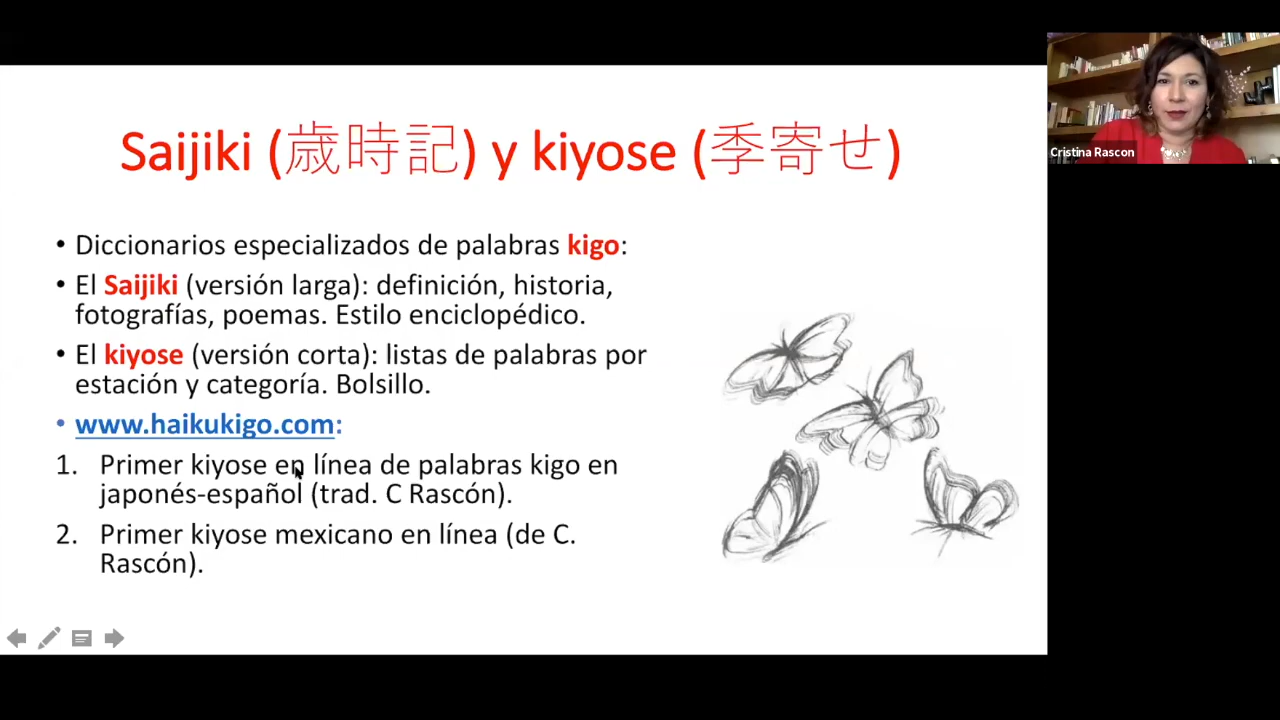 Saijiki (歳時記) y kiyose (季寄せ)
• Diccionarios especializados de palabras kigo:
• El Saijiki (versión larga): definición, historia,
fotografías, poemas. Estilo enciclopédico.
• El kiyose (versión corta): listas de palabras por
estación y categoría. Bolsillo.
• www.haikukigo.com:
1. Primer kiyose en línea de palabras kigo en
japonés-español (trad. C Rascón).
2. Primer kiyose mexicano en línea (de C.
Rascón).
Cristina Rascon